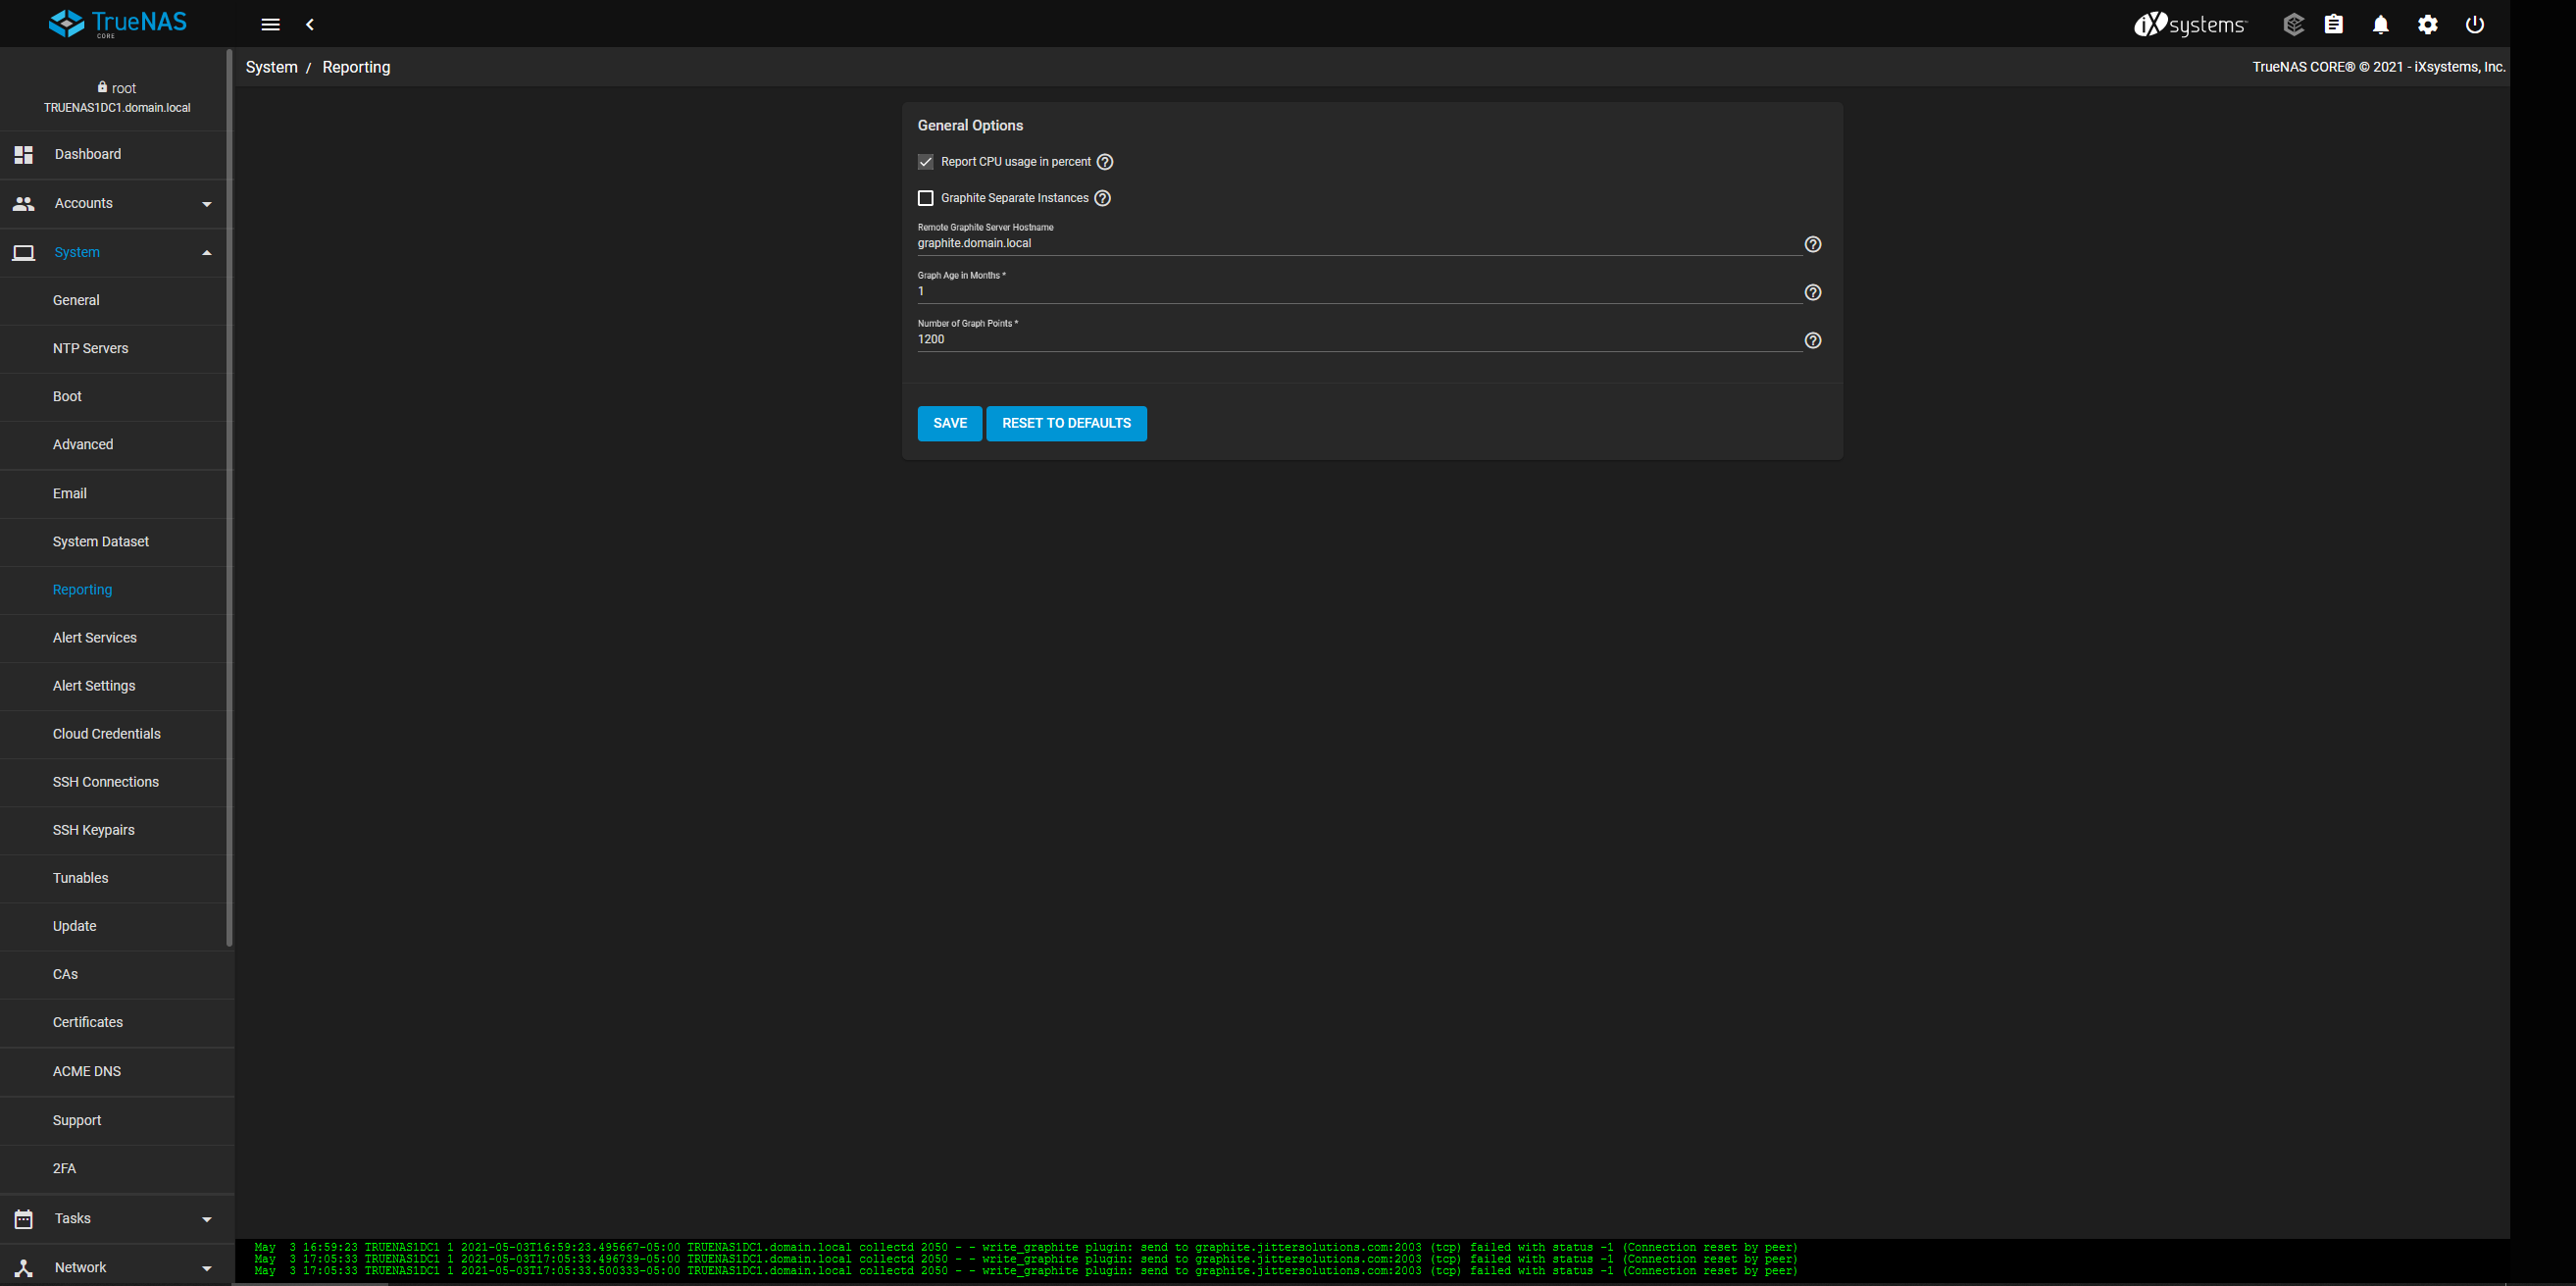 TrueNAS
CORE
iXsystems
System / Reporting
TrueNAS CORE® © 2021 - iXsystems, Inc.
root
TRUENAS1DC1.domain.local
Dashboard
Accounts
System
General
NTP Servers
Boot
Advanced
Email
System Dataset
Reporting
Alert Services
Alert Settings
Cloud Credentials
SSH Connections
SSH Keypairs
Tunables
Update
CAs
Certificates
ACME DNS
Support
2FA
Tasks
Network
General Options
Report CPU usage in percent
Graphite Separate Instances
Remote Graphite Server Hostname
graphite.domain.local
Graph Age in Months *
1
Number of Graph Points *
1200
SAVE
RESET TO DEFAULTS
May  3 16:59:23 TRUENAS1DC1 1 2021-05-03T16:59:23.495667-05:00 TRUENAS1DC1.domain.local collectd 2050 - - write_graphite plugin: send to graphite.jittersolutions.com:2003 (tcp) failed with status -1 (Connection reset by peer)
May  3 17:05:33 TRUENAS1DC1 1 2021-05-03T17:05:33.496739-05:00 TRUENAS1DC1.domain.local collectd 2050 - - write_graphite plugin: send to graphite.jittersolutions.com:2003 (tcp) failed with status -1 (Connection reset by peer)
May  3 17:05:33 TRUENAS1DC1 1 2021-05-03T17:05:33.500333-05:00 TRUENAS1DC1.domain.local collectd 2050 - - write_graphite plugin: send to graphite.jittersolutions.com:2003 (tcp) failed with status -1 (Connection reset by peer)